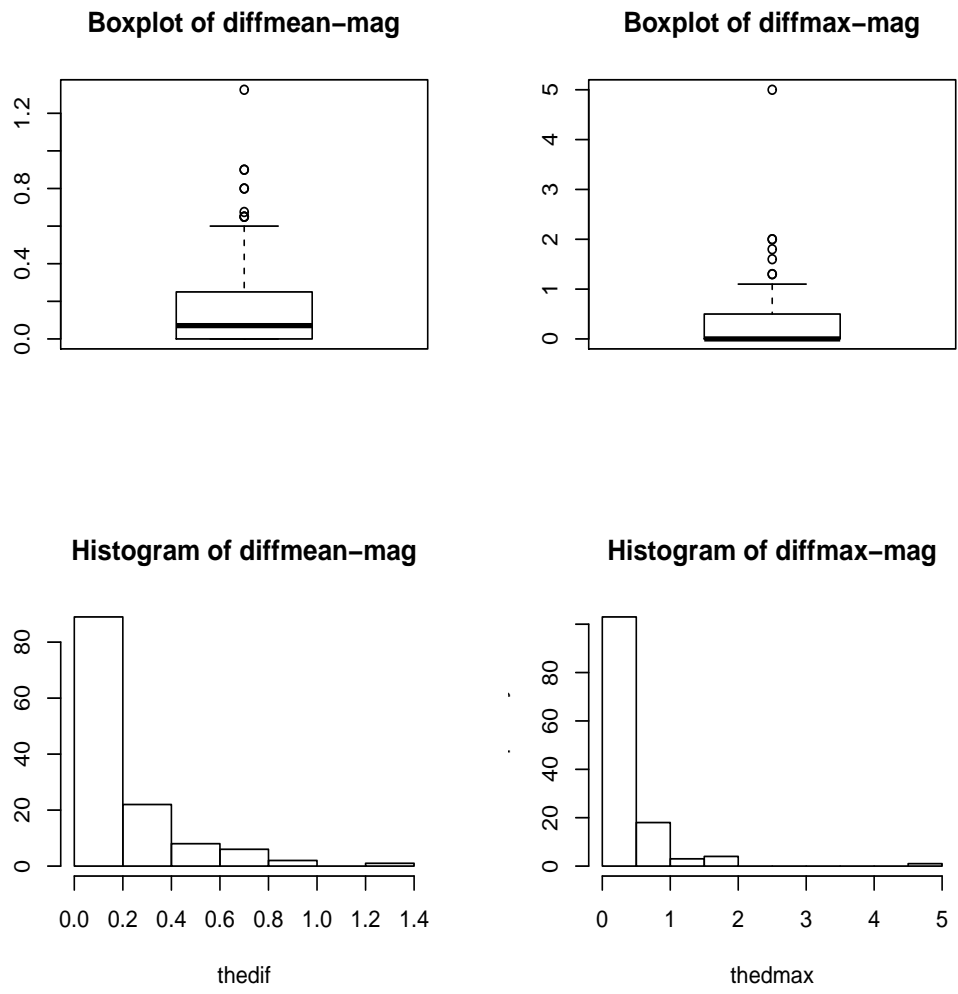 Boxplot of diffmean−mag
0.0 0.4 0.8 1.2
Boxplot of diffmax−mag
0 1 2 3 4 5
Histogram of diffmean−mag
0 20 40 60 80
0.0 0.2 0.4 0.6 0.8 1.0 1.2 1.4
thedif
Histogram of diffmax−mag
0 20 40 60 80
0 1 2 3 4 5
thedmax